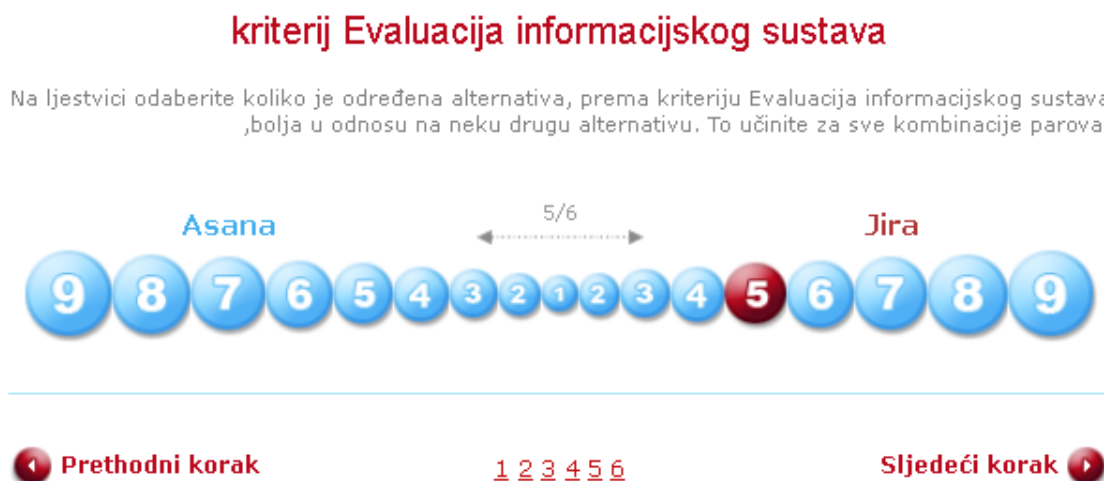 kriterij Evaluacija informacijskog sustava
Na ljestvici odaberite koliko je određena alternativa, prema kriteriju Evaluacija informacijskog sustava
,bolja u odnosu na neku drugu alternativu. To učinite za sve kombinacije parova
Asana 5/6 Jira
9 8 7 6 5 4 3 2 1 2 3 4 5 6 7 8 9
Prethodni korak 1 2 3 4 5 6 Sljedeći korak